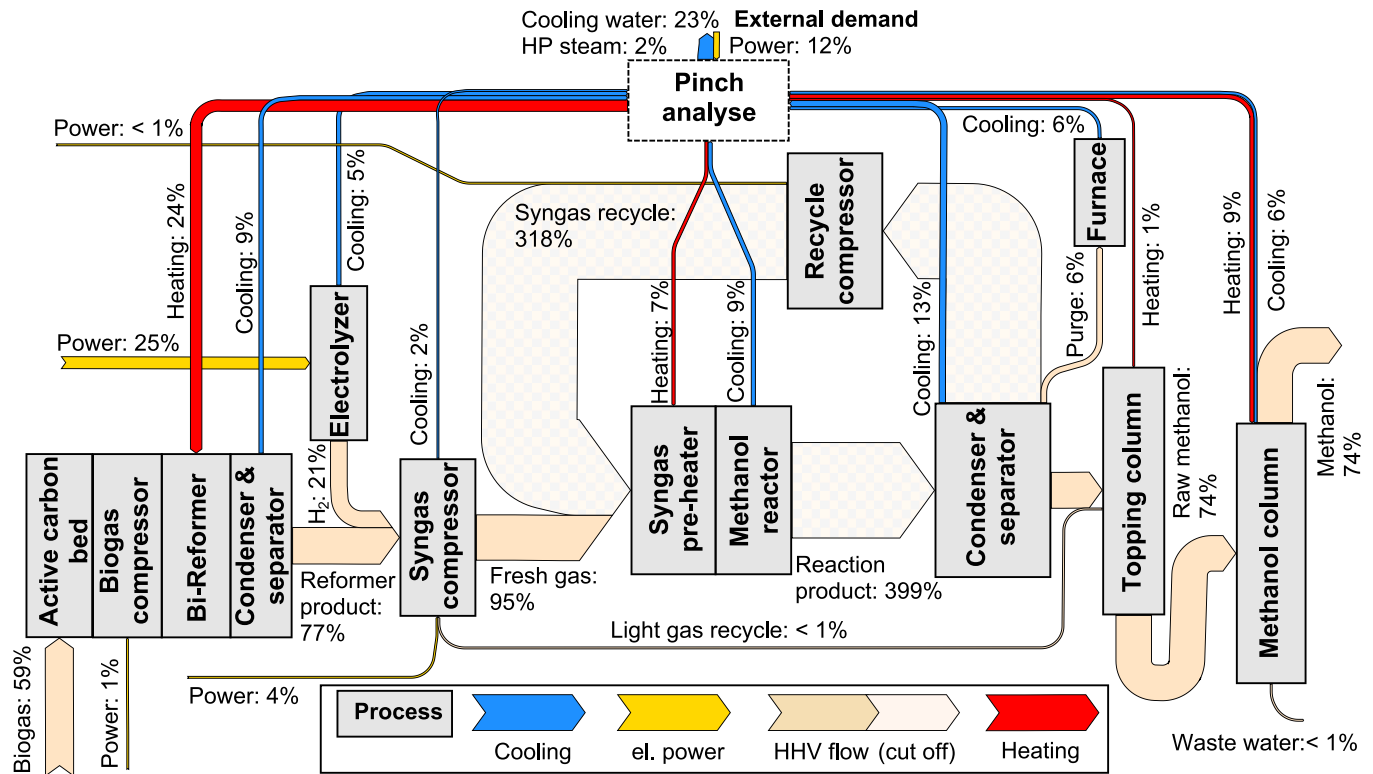 Cooling water: 23% External demand
HP steam: 2% Power: 12%
Pinch
analyse
Power: < 1%
Heating: 24%
Cooling: 9%
Cooling: 5%
Cooling: 2%
Syngas recycle:
318%
Heating: 7%
Cooling: 9%
Recycle
compressor
Cooling: 13%
Cooling: 6%
Furnace
Purge: 6%
Heating: 1%
Heating: 9%
Cooling: 6%
Power: 25%
Electrolyzer
H₂: 21%
Active carbon
bed
Biogas
compressor
Bi-Reformer
Condenser &
separator
Reformer
product:
77%
Syngas
compressor
Fresh gas:
95%
Syngas
pre-heater
Methanol
reactor
Reaction
product: 399%
Condenser &
separator
Topping column
Raw methanol:
74%
Methanol column
Methanol:
74%
Light gas recycle: < 1%
Biogas: 59%
Power: 1%
Power: 4%
Waste water:< 1%
Process
Cooling
el. power
HHV flow (cut off)
Heating